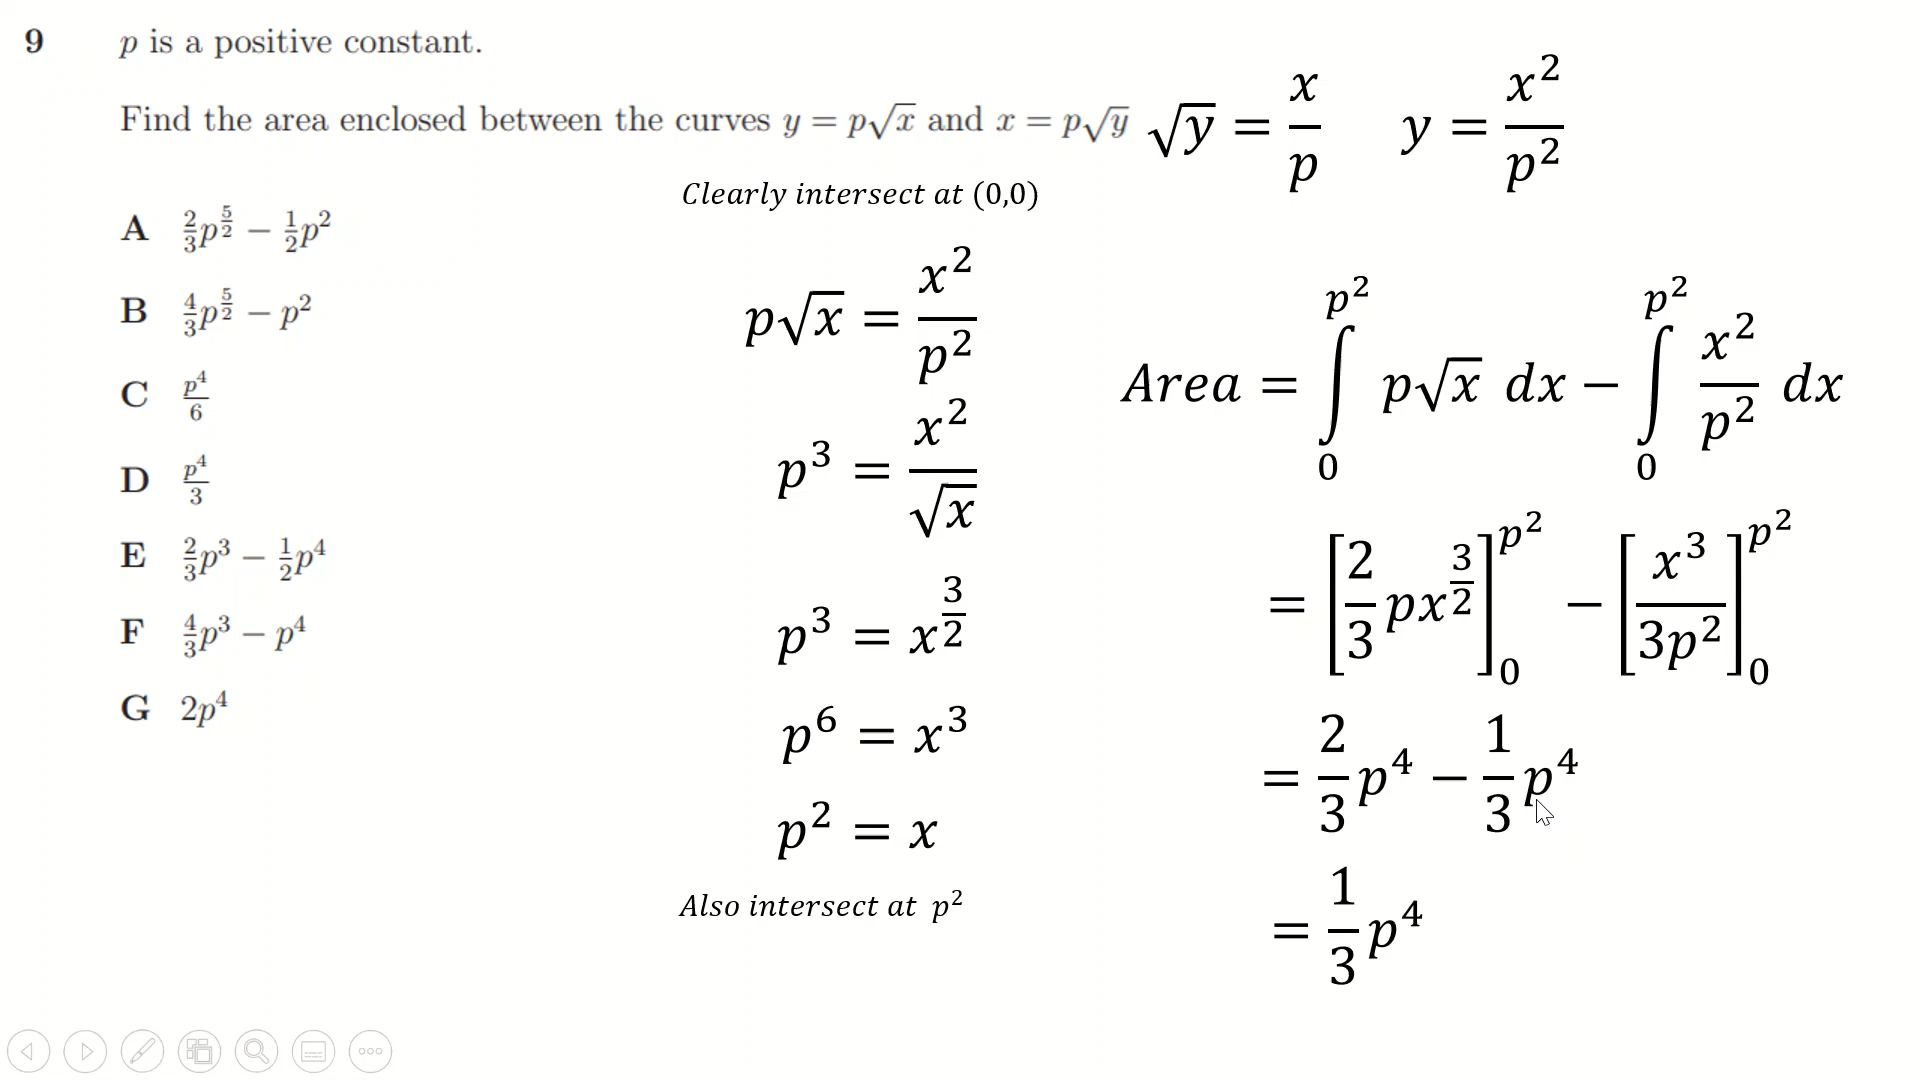 9 p is a positive constant.
Find the area enclosed between the curves y = p√x and x = p√y
A 2/3 p^(5/2) − 1/2 p²
B 4/3 p^(5/2) − p²
C p⁴/6
D p⁴/3
E 2/3 p³ − 1/2 p⁴
F 4/3 p³ − p⁴
G 2p⁴
√y = x/p y = x²/p²
Clearly intersect at (0,0)
p√x = x²/p²
p³ = x²/√x
p³ = x^(3/2)
p⁶ = x³
p² = x
Also intersect at p²
Area = ∫₀^(p²) p√x dx − ∫₀^(p²) x²/p² dx
= [2/3 px^(3/2)]₀^(p²) − [x³/3p²]₀^(p²)
= 2/3 p⁴ − 1/3 p⁴
= 1/3 p⁴